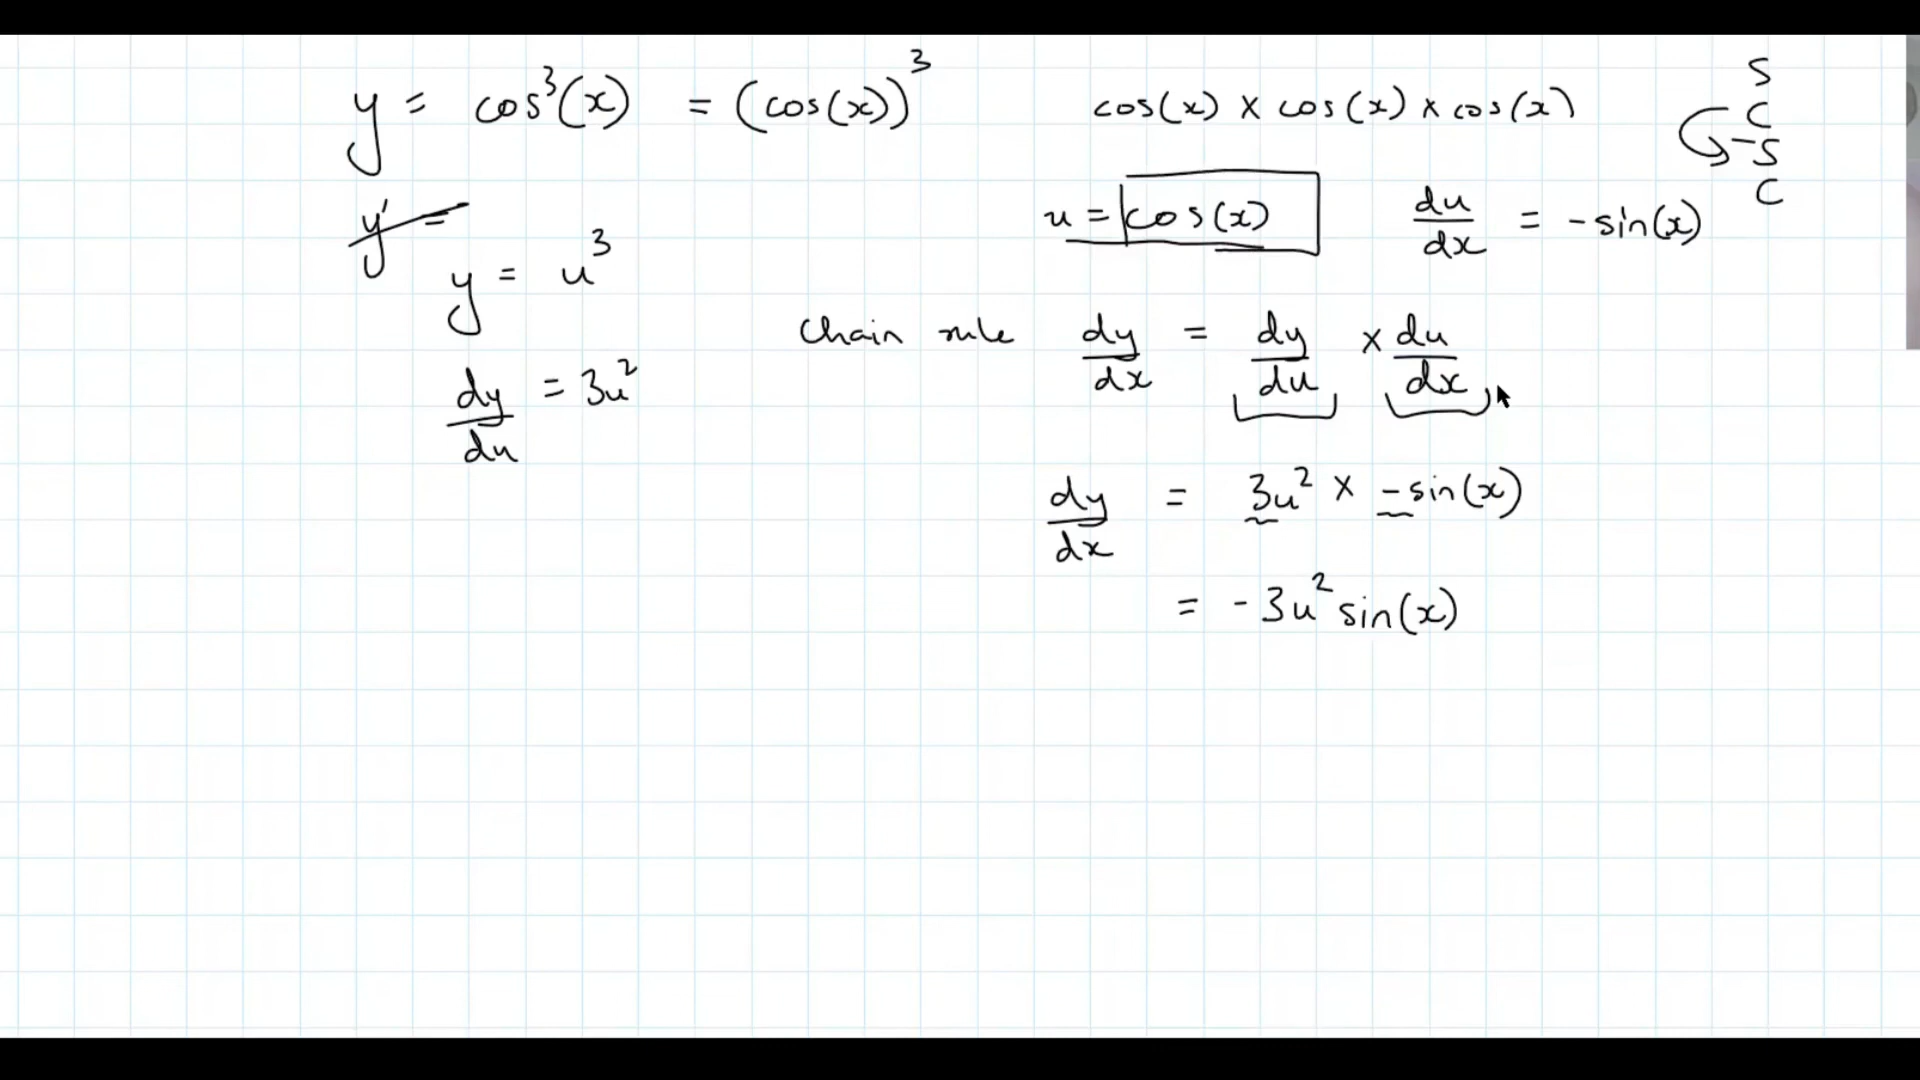 y = cos³(x) = (cos(x))³
cos(x) × cos(x) × cos(x)
S
C
-S
C
y' =
u = cos(x)
du/dx = -sin(x)
y = u³
dy/du = 3u²
Chain rule dy/dx = dy/du × du/dx
dy/dx = 3u² × -sin(x)
= -3u² sin(x)